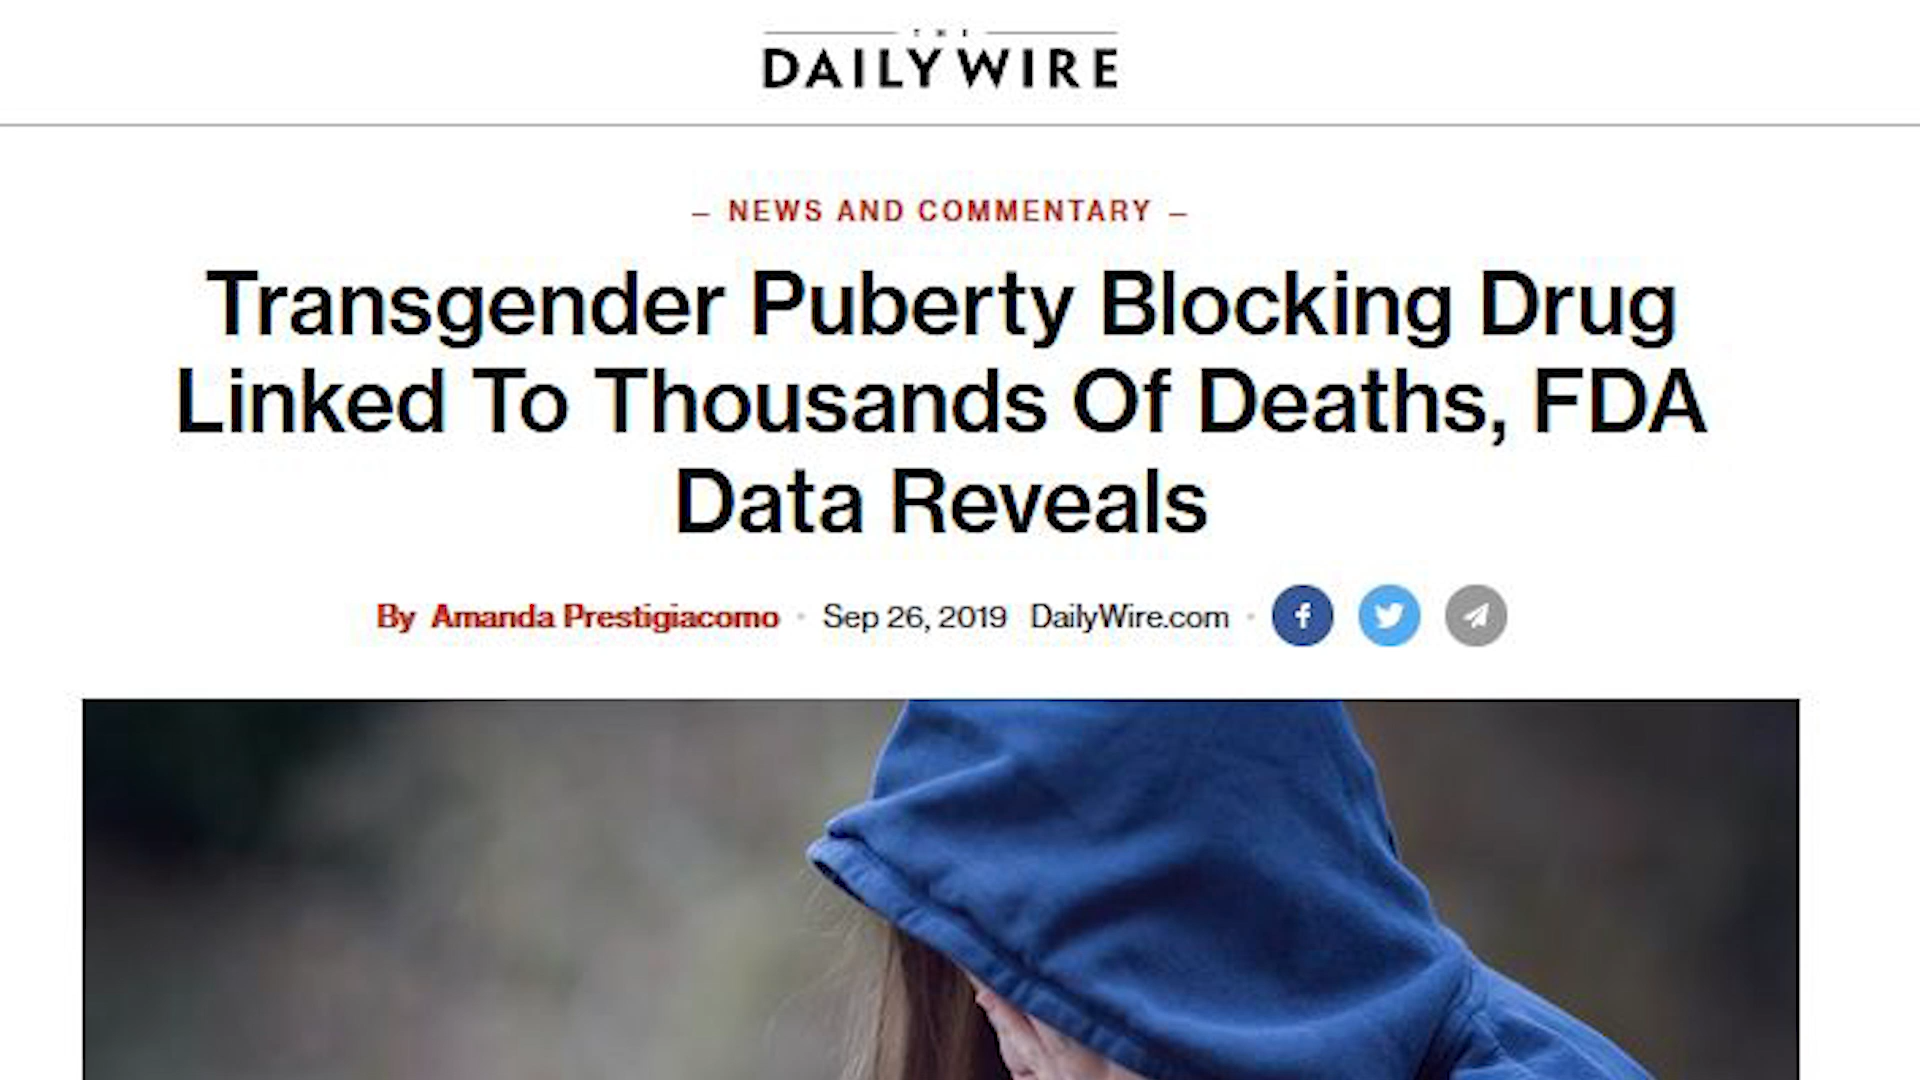 THE
DAILY WIRE
– NEWS AND COMMENTARY –
Transgender Puberty Blocking Drug
Linked To Thousands Of Deaths, FDA
Data Reveals
By Amanda Prestigiacomo • Sep 26, 2019 DailyWire.com •